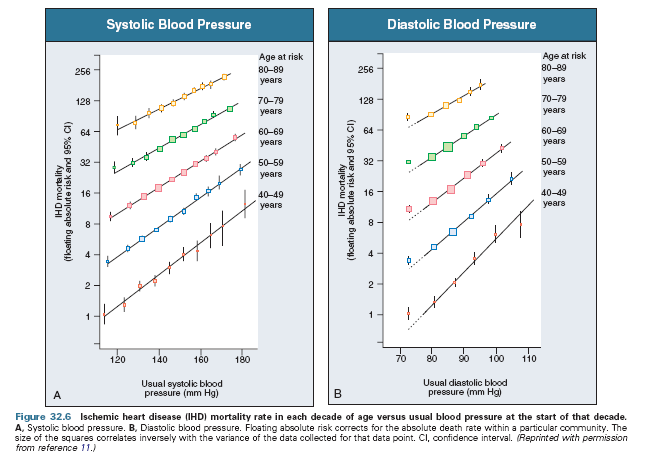 Systolic Blood Pressure
IHD mortality
(floating absolute risk and 95% CI)
256
128
64
32
16
8
4
2
1
120
140
160
180
Age at risk
80–89
years
70–79
years
60–69
years
50–59
years
40–49
years
Usual systolic blood
pressure (mm Hg)
A
Diastolic Blood Pressure
IHD mortality
(floating absolute risk and 95% CI)
256
128
64
32
16
8
4
2
1
70
80
90
100
110
Age at risk
80–89
years
70–79
years
60–69
years
50–59
years
40–49
years
Usual diastolic blood
pressure (mm Hg)
B
Figure 32.6 Ischemic heart disease (IHD) mortality rate in each decade of age versus usual blood pressure at the start of that decade.
A, Systolic blood pressure. B, Diastolic blood pressure. Floating absolute risk corrects for the absolute death rate within a particular community. The
size of the squares correlates inversely with the variance of the data collected for that data point. CI, confidence interval. (Reprinted with permission
from reference 11.)